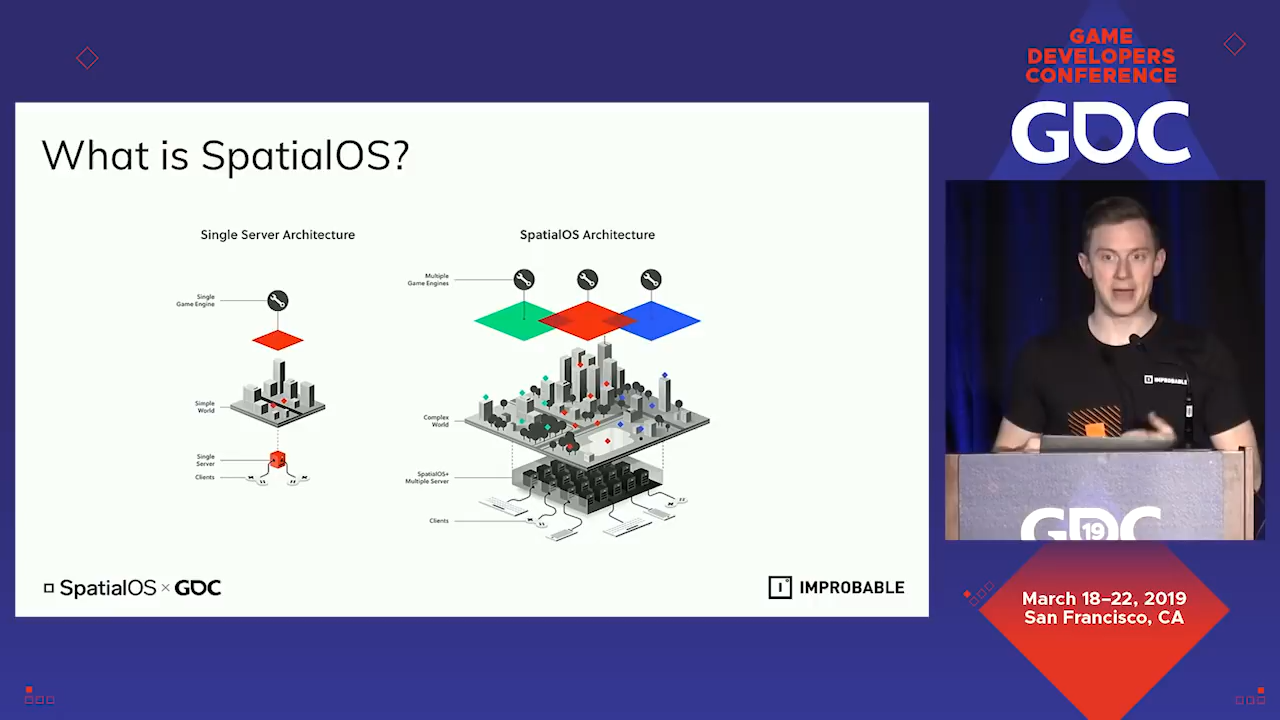 GAME
DEVELOPERS
CONFERENCE
GDC
What is SpatialOS?
Single Server Architecture
Single
Game Engine
Simple
World
Single
Server
Clients
SpatialOS Architecture
Multiple
Game Engines
Complex
World
SpatialOS+
Multiple Server
Clients
SpatialOS × GDC
IMPROBABLE
IMPROBABLE
GDC
19
March 18–22, 2019
San Francisco, CA